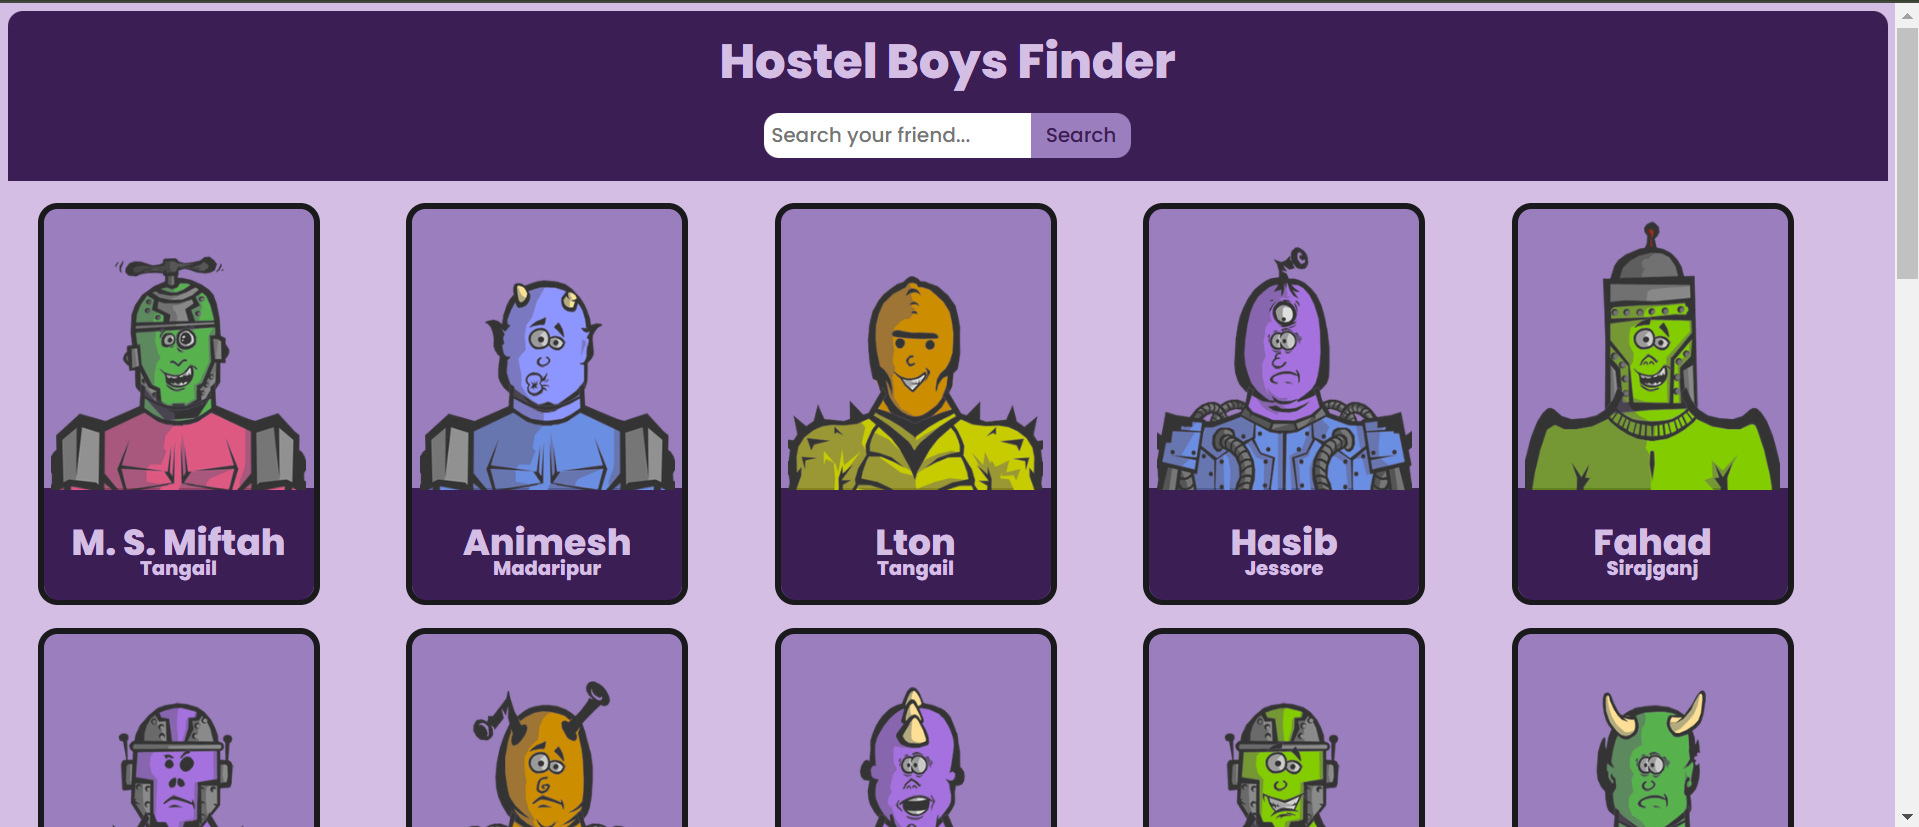 Hostel Boys Finder
Search your friend...
Search
M. S. Miftah
Tangail
Animesh
Madaripur
Lton
Tangail
Hasib
Jessore
Fahad
Sirajganj